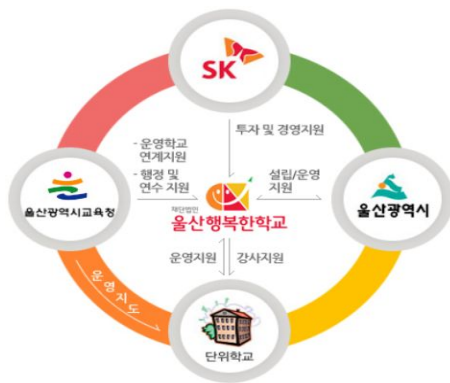 SK
- 운영학교
연계지원
- 행정 및
연수 지원
투자 및 경영지원
울산광역시교육청
재단법인
울산행복한학교
설립/운영
지원
울산광역시
운영지원
강사지원
운영지도
단위학교